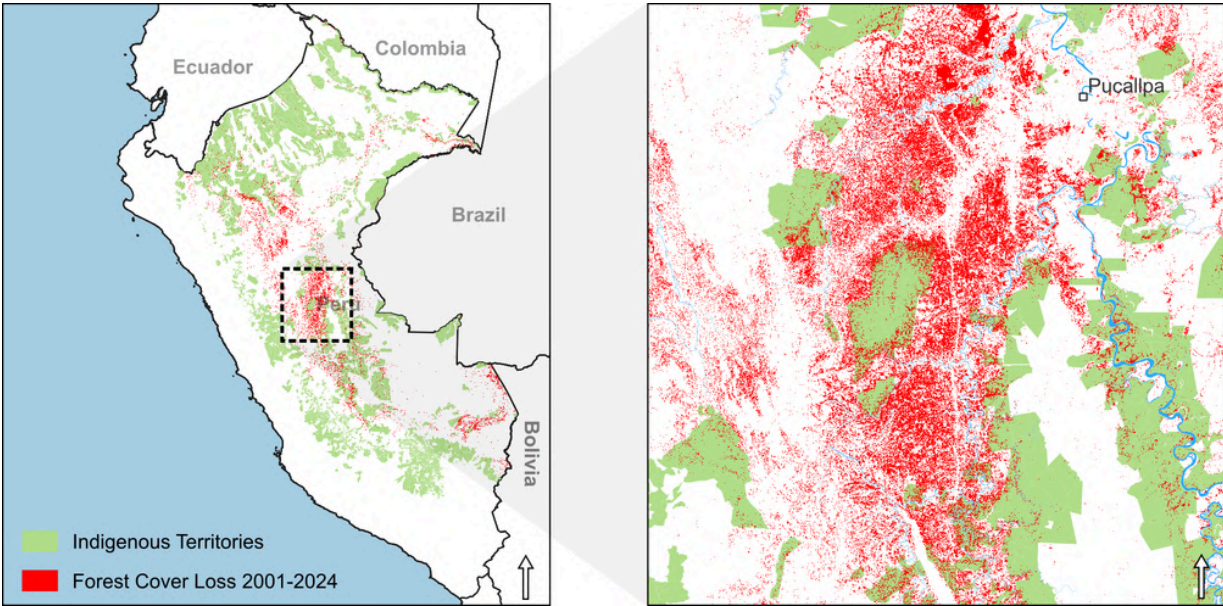 Colombia
Ecuador
Brazil
Peru
Bolivia
Indigenous Territories
Forest Cover Loss 2001-2024
Pucallpa